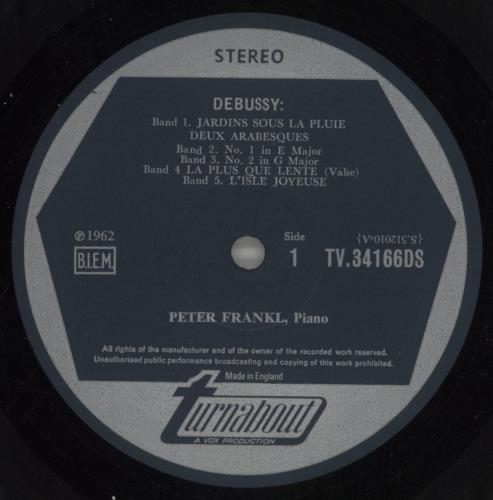 STEREO
DEBUSSY:
Band 1. JARDINS SOUS LA PLUIE
DEUX ARABESQUES
Band 2. No. 1 in E Major
Band 3. No. 2 in G Major
Band 4 LA PLUS QUE LENTE (Valse)
Band 5. L'ISLE JOYEUSE
℗ 1962
B.I.E.M.
Side
1
{S.512010-A}
TV.34166DS
PETER FRANKL, Piano
All rights of the manufacturer and of the owner of the recorded work reserved.
Unauthorised public performance broadcasting and copying of this work prohibited.
Made in England
turnabout
A VOX PRODUCTION